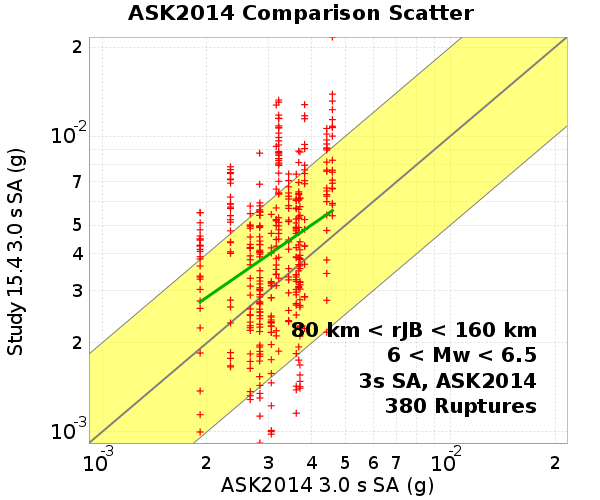 ASK2014 Comparison Scatter
Study 15.4 3.0 s SA (g)
2
10-2
7
5
4
3
2
10-3
80 km < rJB < 160 km
6 < Mw < 6.5
3s SA, ASK2014
380 Ruptures
10-3 2 3 4 5 6 7 10-2 2
ASK2014 3.0 s SA (g)